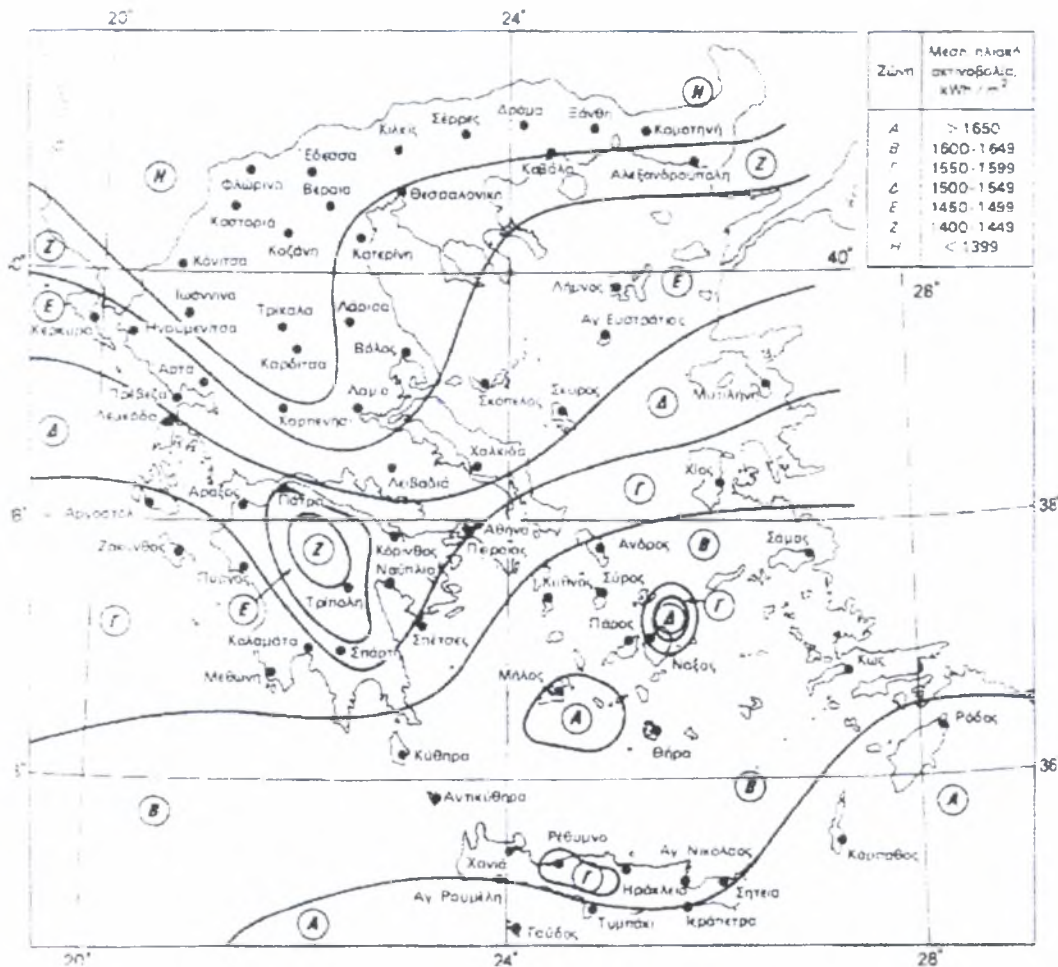 20°
24°
Ζώνη
Μέση ηλιακή
ακτινοβολία,
kWh / m²
A > 1650
B 1600-1649
Γ 1550-1599
Δ 1500-1549
E 1450-1499
Z 1400-1449
H < 1399
H
Δράμα
Ξάνθη
Σέρρες
Κομοτηνή
Κιλκίς
Έδεσσα
Καβάλα
Z
Αλεξανδρούπολη
H
Φλώρινα
Βέροια
Θεσσαλονίκη
Καστοριά
Κοζάνη
Κατερίνη
Z
Κόνιτσα
40°
28°
E
Ιωάννινα
Λήμνος
E
Κέρκυρα
Ηγουμενίτσα
Τρίκαλα
Λάρισα
Αγ. Ευστράτιος
Καρδίτσα
Βόλος
Άρτα
Πρέβεζα
Λαμία
Σκόπελος
Σκύρος
Μυτιλήνη
Λευκάδα
Καρπενήσι
Δ
Δ
Χαλκίδα
Λειβαδιά
Χίος
Γ
Άραξος
Πάτρα
Αθήνα
B
Ζάκυνθος
Z
Κόρινθος
Πειραιάς
Άνδρος
Σάμος
Πύργος
Ναύπλιο
Κύθνος
Σύρος
E
Τρίπολη
Γ
Γ
Δ
Πάρος
Καλαμάτα
Σπάρτη
Σπέτσες
Νάξος
Μεθώνη
Μήλος
Κως
A
Ρόδος
Θήρα
Κύθηρα
36°
B
B
A
Αντικύθηρα
Ρέθυμνο
Αγ. Νικόλαος
Κάρπαθος
Χανιά
Γ
Ηράκλειο
Σητεία
Αγ. Ρουμέλη
Τυμπάκι
Ιεράπετρα
A
Γαύδος
20°
24°
28°